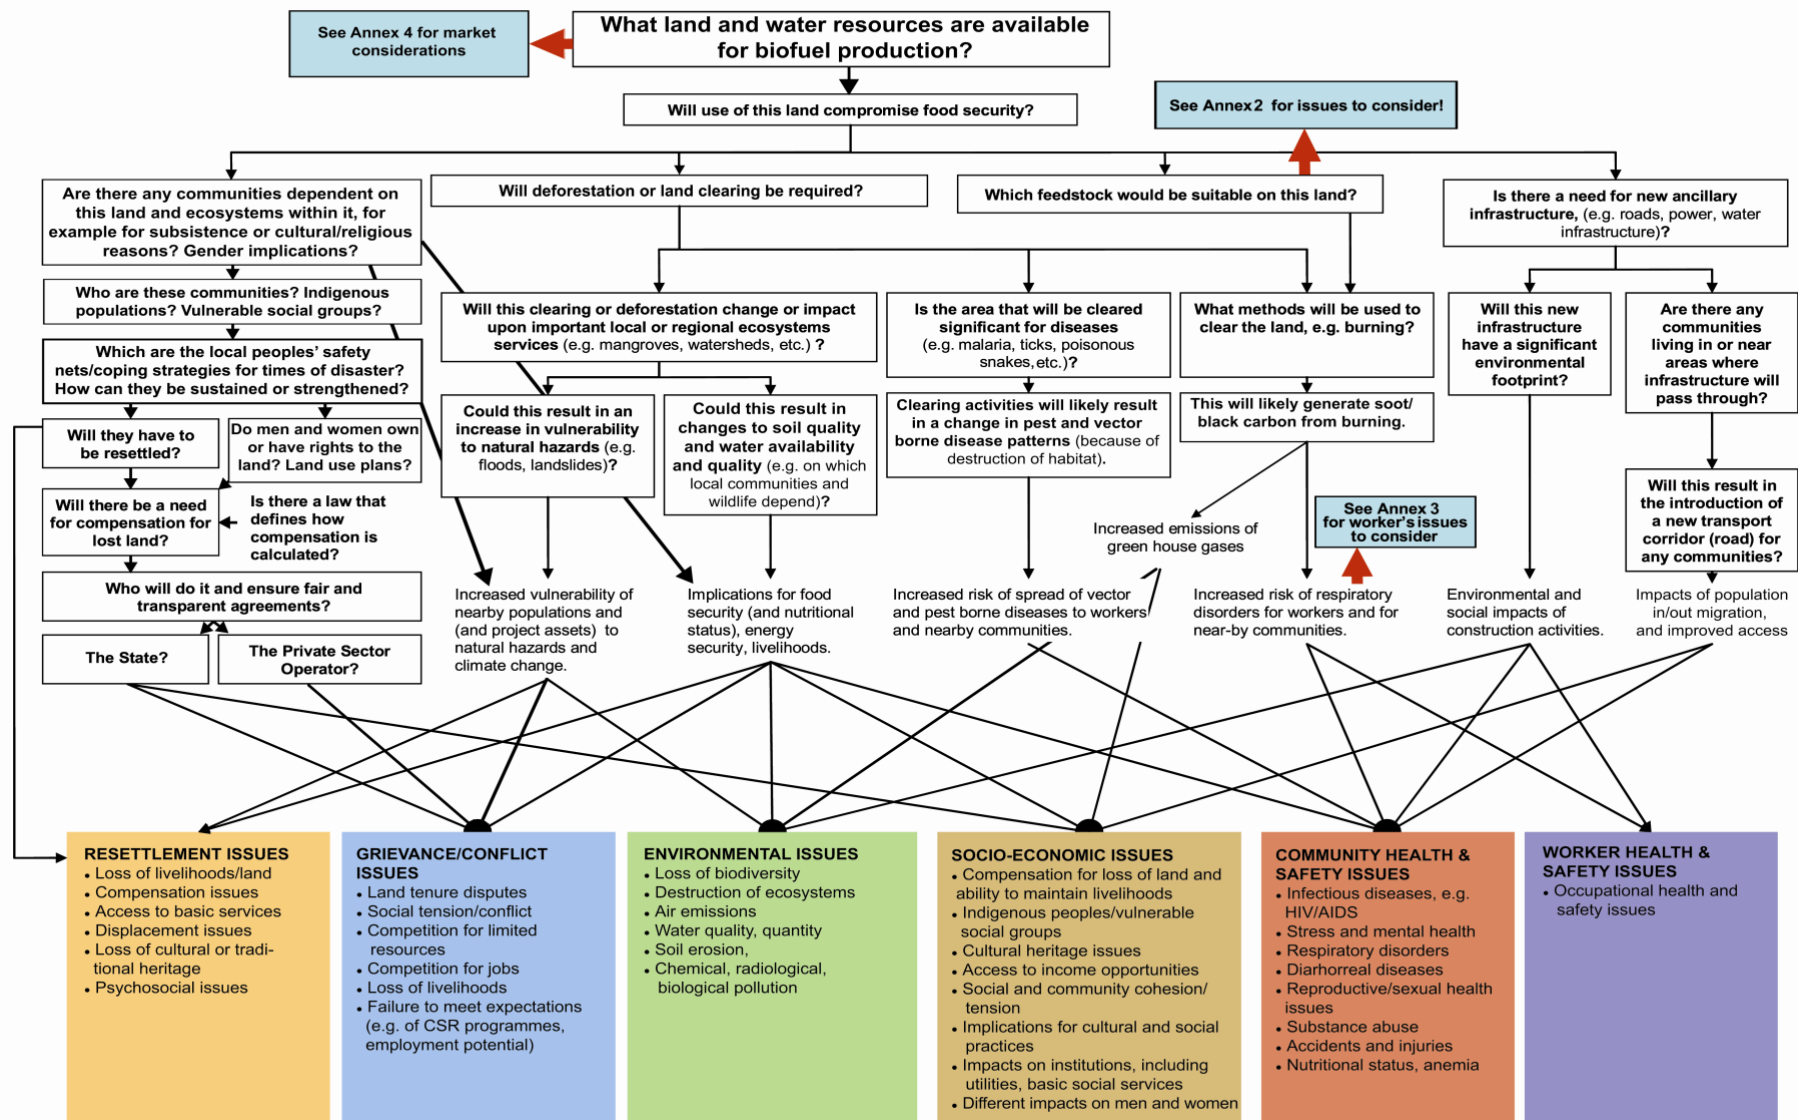 See Annex 4 for market
considerations
What land and water resources are available
for biofuel production?
Will use of this land compromise food security?
See Annex 2 for issues to consider!
Are there any communities dependent on
this land and ecosystems within it, for
example for subsistence or cultural/religious
reasons? Gender implications?
Will deforestation or land clearing be required?
Which feedstock would be suitable on this land?
Is there a need for new ancillary
infrastructure, (e.g. roads, power, water
infrastructure)?
Who are these communities? Indigenous
populations? Vulnerable social groups?
Will this clearing or deforestation change or impact
upon important local or regional ecosystems
services (e.g. mangroves, watersheds, etc.) ?
Is the area that will be cleared
significant for diseases
(e.g. malaria, ticks, poisonous
snakes,etc.)?
What methods will be used to
clear the land, e.g. burning?
Will this new
infrastructure
have a significant
environmental
footprint?
Are there any
communities
living in or near
areas where
infrastructure will
pass through?
Which are the local peoples' safety
nets/coping strategies for times of disaster?
How can they be sustained or strengthened?
Could this result in an
increase in vulnerability
to natural hazards (e.g.
floods, landslides)?
Could this result in
changes to soil quality
and water availability
and quality (e.g. on which
local communities and
wildlife depend)?
Clearing activities will likely result
in a change in pest and vector
borne disease patterns (because of
destruction of habitat).
This will likely generate soot/
black carbon from burning.
Will they have to
be resettled?
Do men and women own
or have rights to the
land? Land use plans?
Will there be a need
for compensation for
lost land?
Is there a law that
defines how
compensation is
calculated?
Will this result in
the introduction of
a new transport
corridor (road) for
any communities?
See Annex 3
for worker's issues
to consider
Increased emissions of
green house gases
Who will do it and ensure fair and
transparent agreements?
The State?
The Private Sector
Operator?
Increased vulnerability of
nearby populations and
(and project assets) to
natural hazards and
climate change.
Implications for food
security (and nutritional
status), energy
security, livelihoods.
Increased risk of spread of vector
and pest borne diseases to workers
and nearby communities.
Increased risk of respiratory
disorders for workers and for
near-by communities.
Environmental and
social impacts of
construction activities.
Impacts of population
in/out migration,
and improved access
RESETTLEMENT ISSUES
• Loss of livelihoods/land
• Compensation issues
• Access to basic services
• Displacement issues
• Loss of cultural or tradi-
tional heritage
• Psychosocial issues
GRIEVANCE/CONFLICT
ISSUES
• Land tenure disputes
• Social tension/conflict
• Competition for limited
resources
• Competition for jobs
• Loss of livelihoods
• Failure to meet expectations
(e.g. of CSR programmes,
employment potential)
ENVIRONMENTAL ISSUES
• Loss of biodiversity
• Destruction of ecosystems
• Air emissions
• Water quality, quantity
• Soil erosion,
• Chemical, radiological,
biological pollution
SOCIO-ECONOMIC ISSUES
• Compensation for loss of land and
ability to maintain livelihoods
• Indigenous peoples/vulnerable
social groups
• Cultural heritage issues
• Access to income opportunities
• Social and community cohesion/
tension
• Implications for cultural and social
practices
• Impacts on institutions, including
utilities, basic social services
• Different impacts on men and women
COMMUNITY HEALTH &
SAFETY ISSUES
• Infectious diseases, e.g.
HIV/AIDS
• Stress and mental health
• Respiratory disorders
• Diarhorreal diseases
• Reproductive/sexual health
issues
• Substance abuse
• Accidents and injuries
• Nutritional status, anemia
WORKER HEALTH &
SAFETY ISSUES
• Occupational health and
safety issues